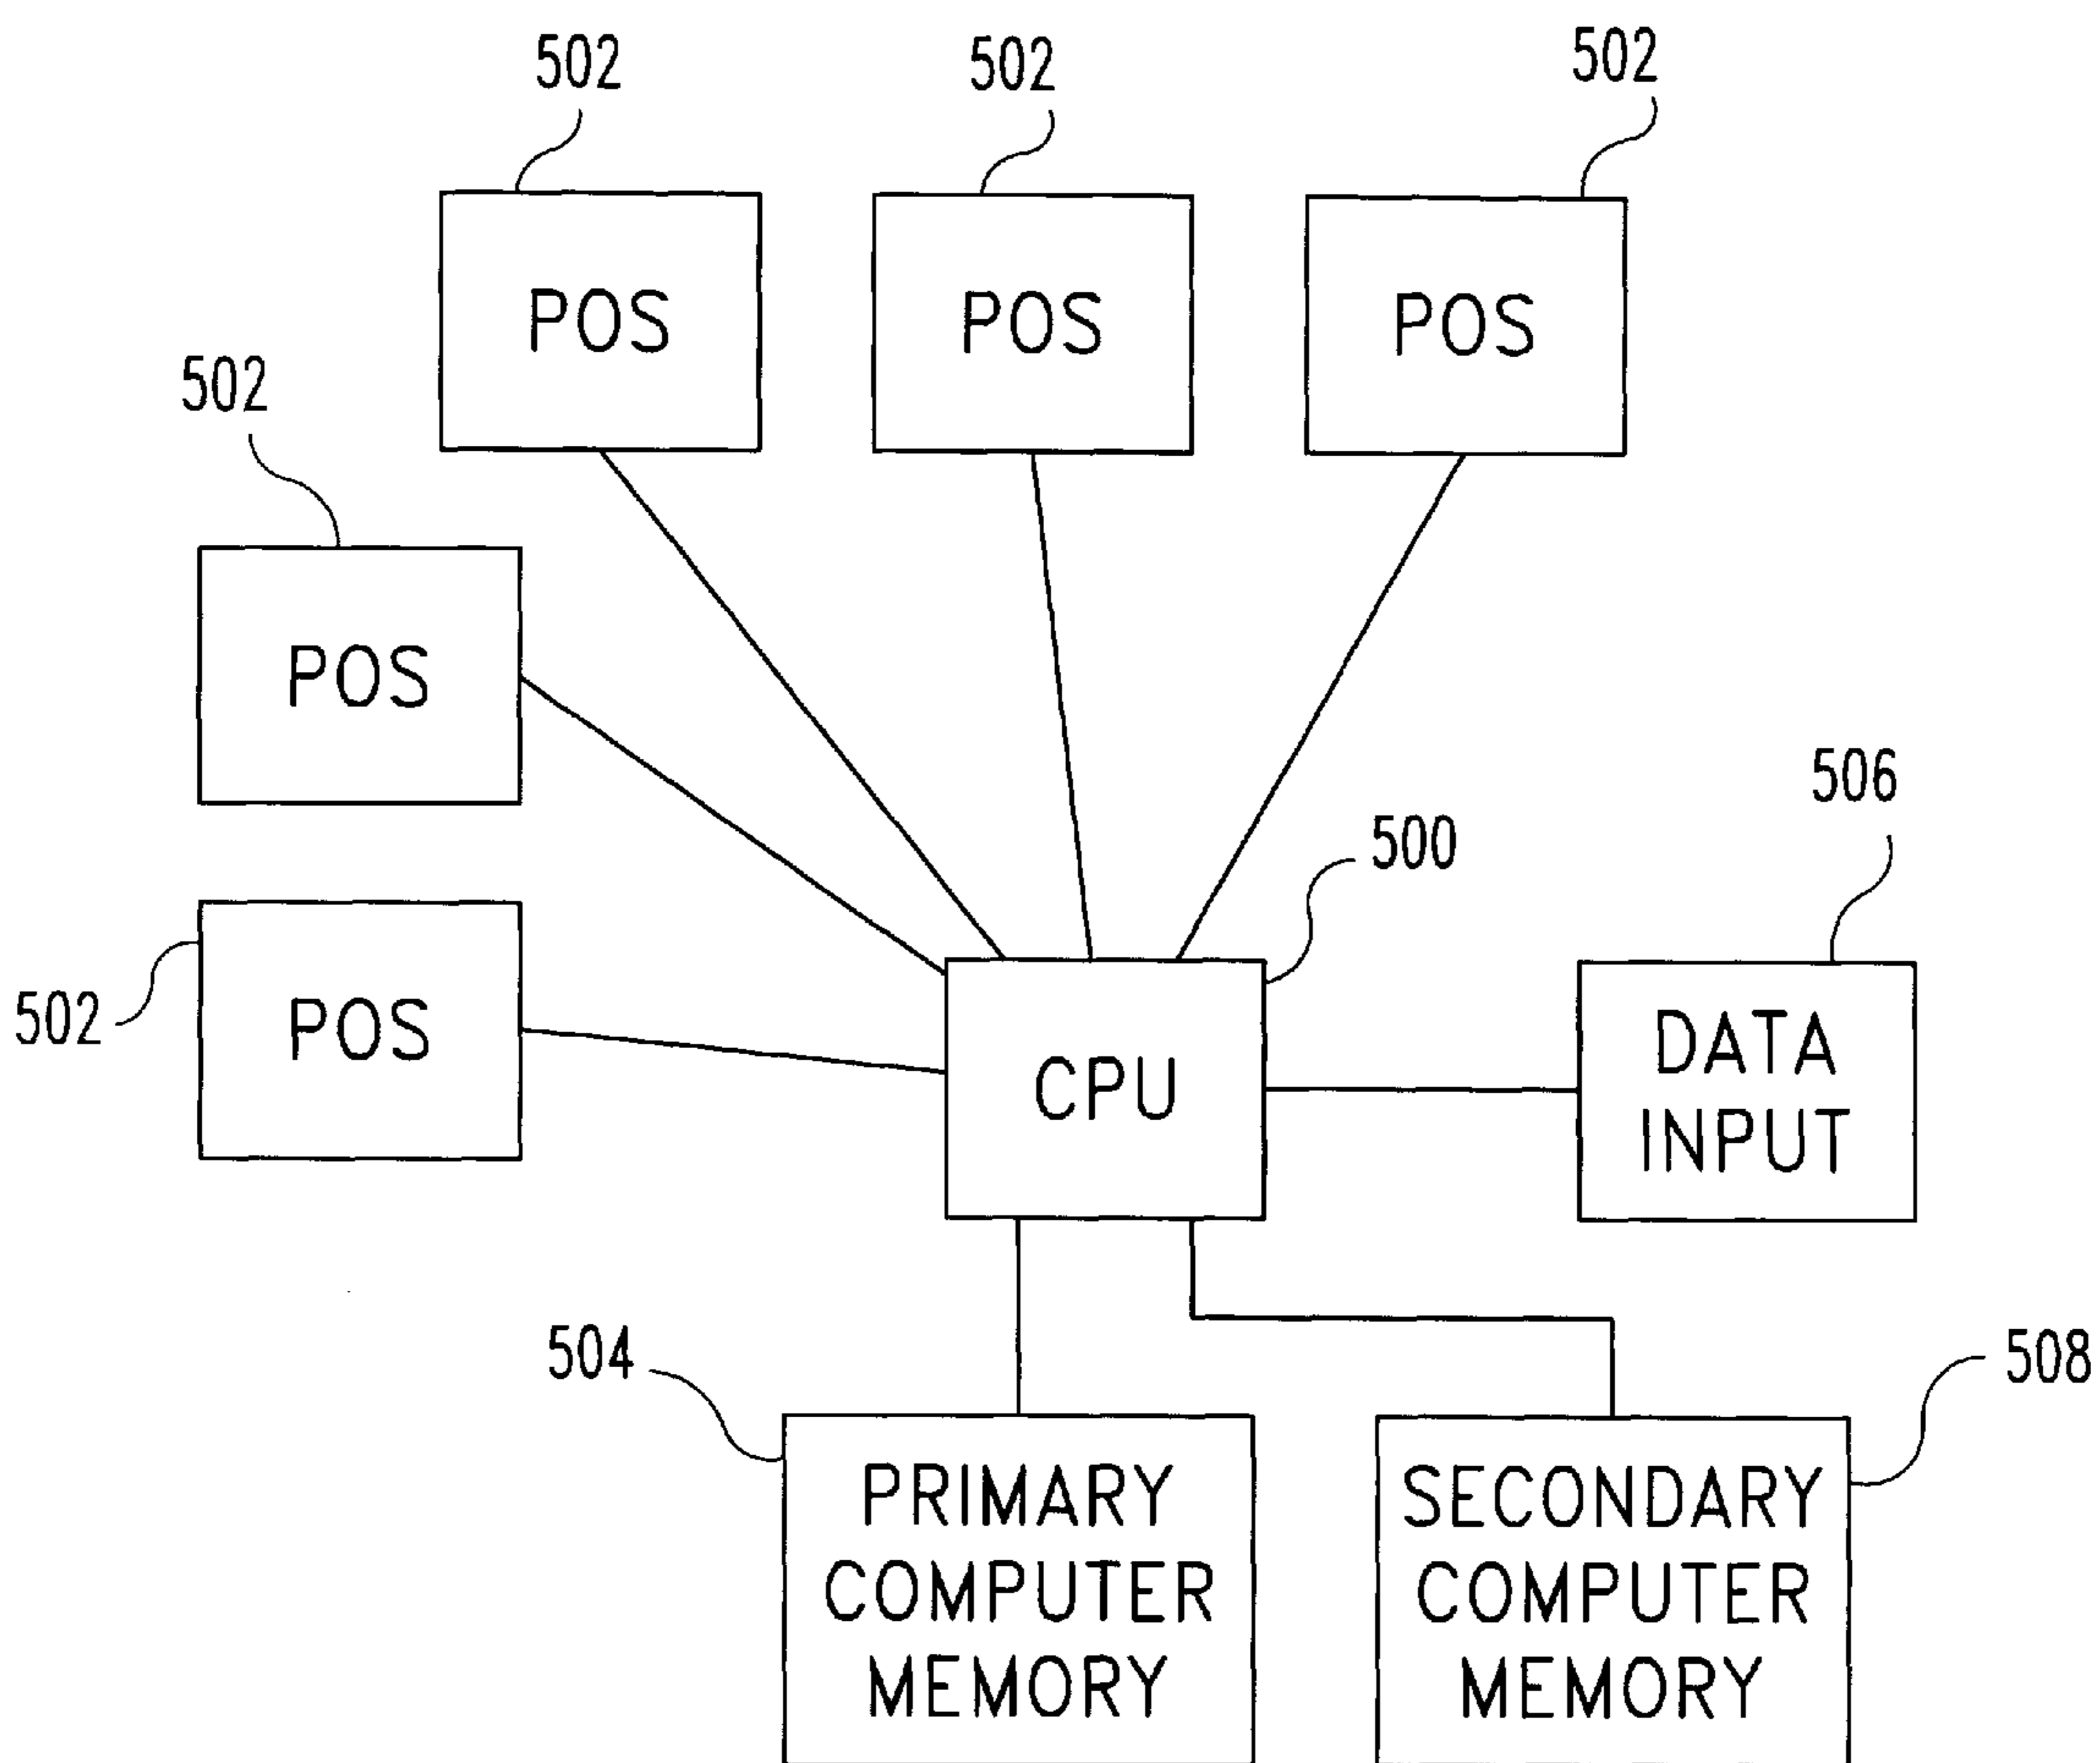 502
502
502
POS
POS
POS
502
POS
506
500
502
POS
CPU
DATA
INPUT
504
508
PRIMARY
COMPUTER
MEMORY
SECONDARY
COMPUTER
MEMORY